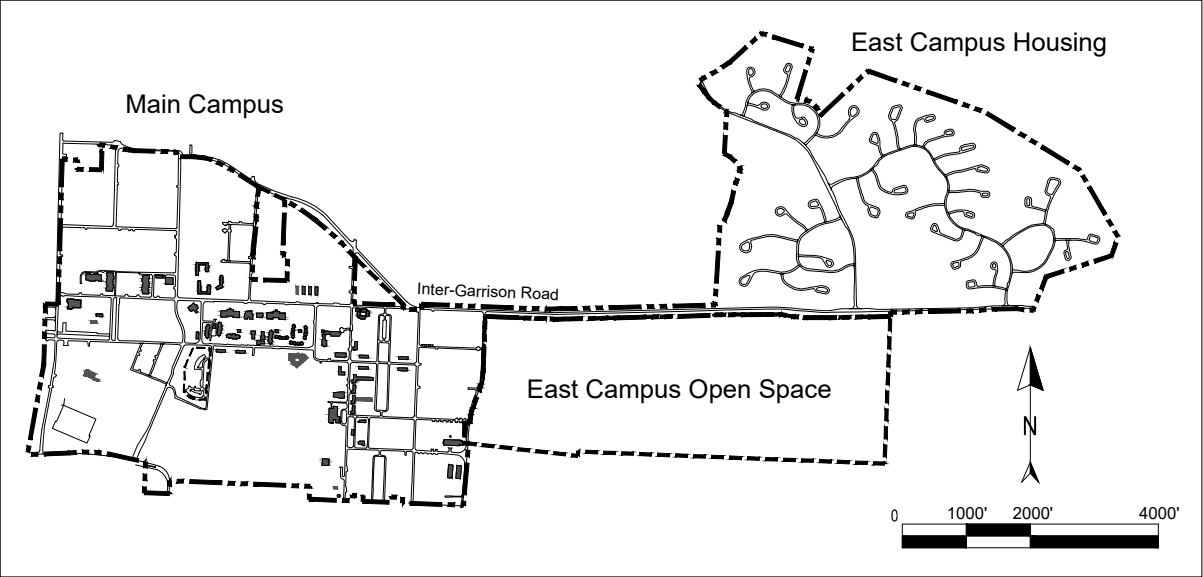 East Campus Housing
Main Campus
Inter-Garrison Road
East Campus Open Space
N
0 1000' 2000' 4000'